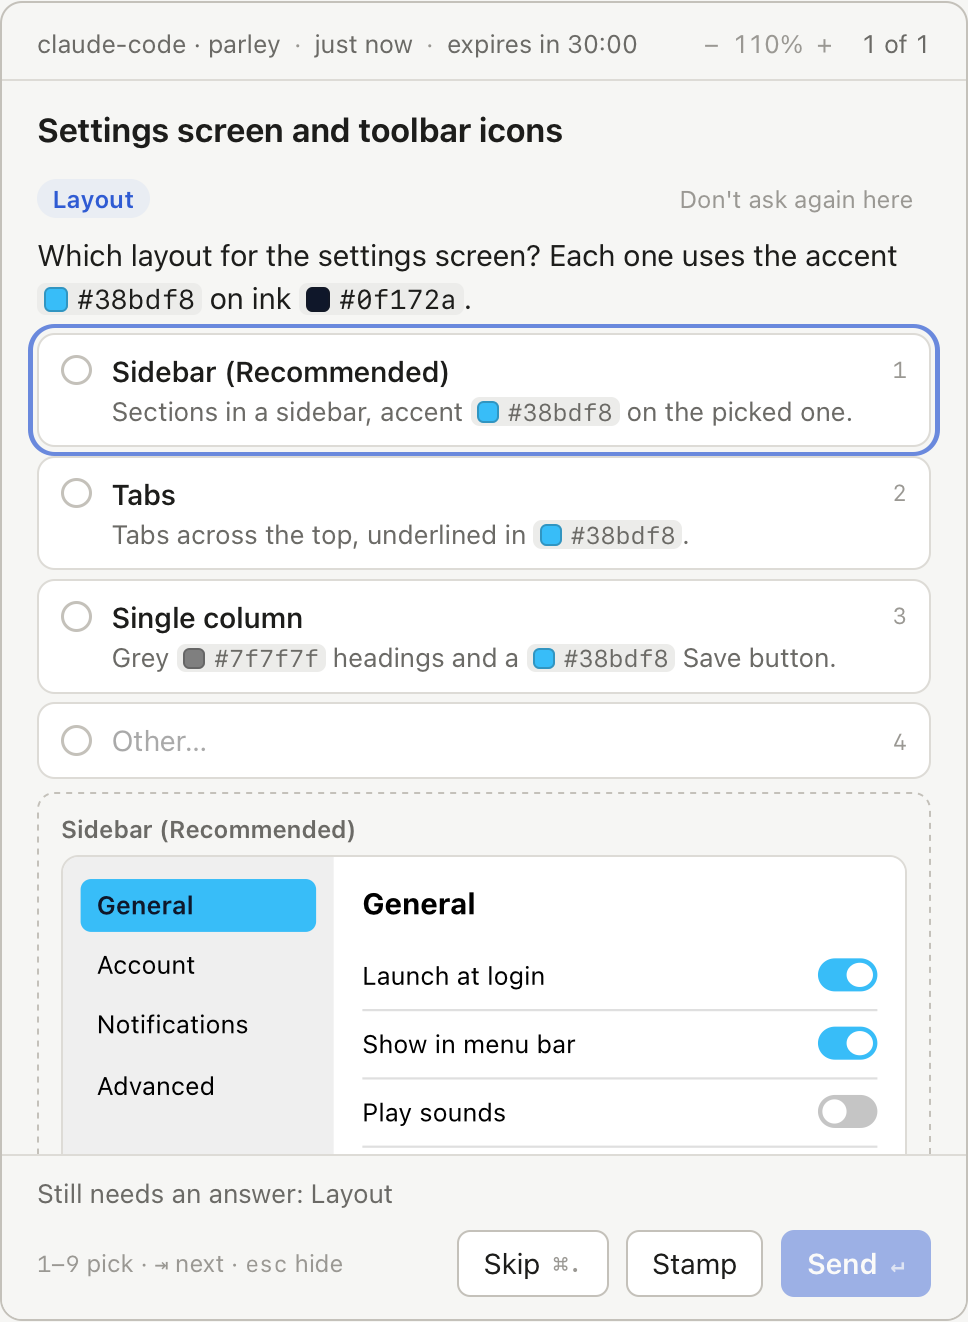 claude-code · parley · just now · expires in 30:00 − 110% + 1 of 1
Settings screen and toolbar icons
Layout Don't ask again here
Which layout for the settings screen? Each one uses the accent
#38bdf8 on ink #0f172a.
Sidebar (Recommended) 1
Sections in a sidebar, accent #38bdf8 on the picked one.
Tabs 2
Tabs across the top, underlined in #38bdf8.
Single column 3
Grey #7f7f7f headings and a #38bdf8 Save button.
Other... 4
Sidebar (Recommended)
General
Account
Notifications
Advanced
General
Launch at login
Show in menu bar
Play sounds
Still needs an answer: Layout
1–9 pick · ⇥ next · esc hide Skip ⌘. Stamp Send ↵